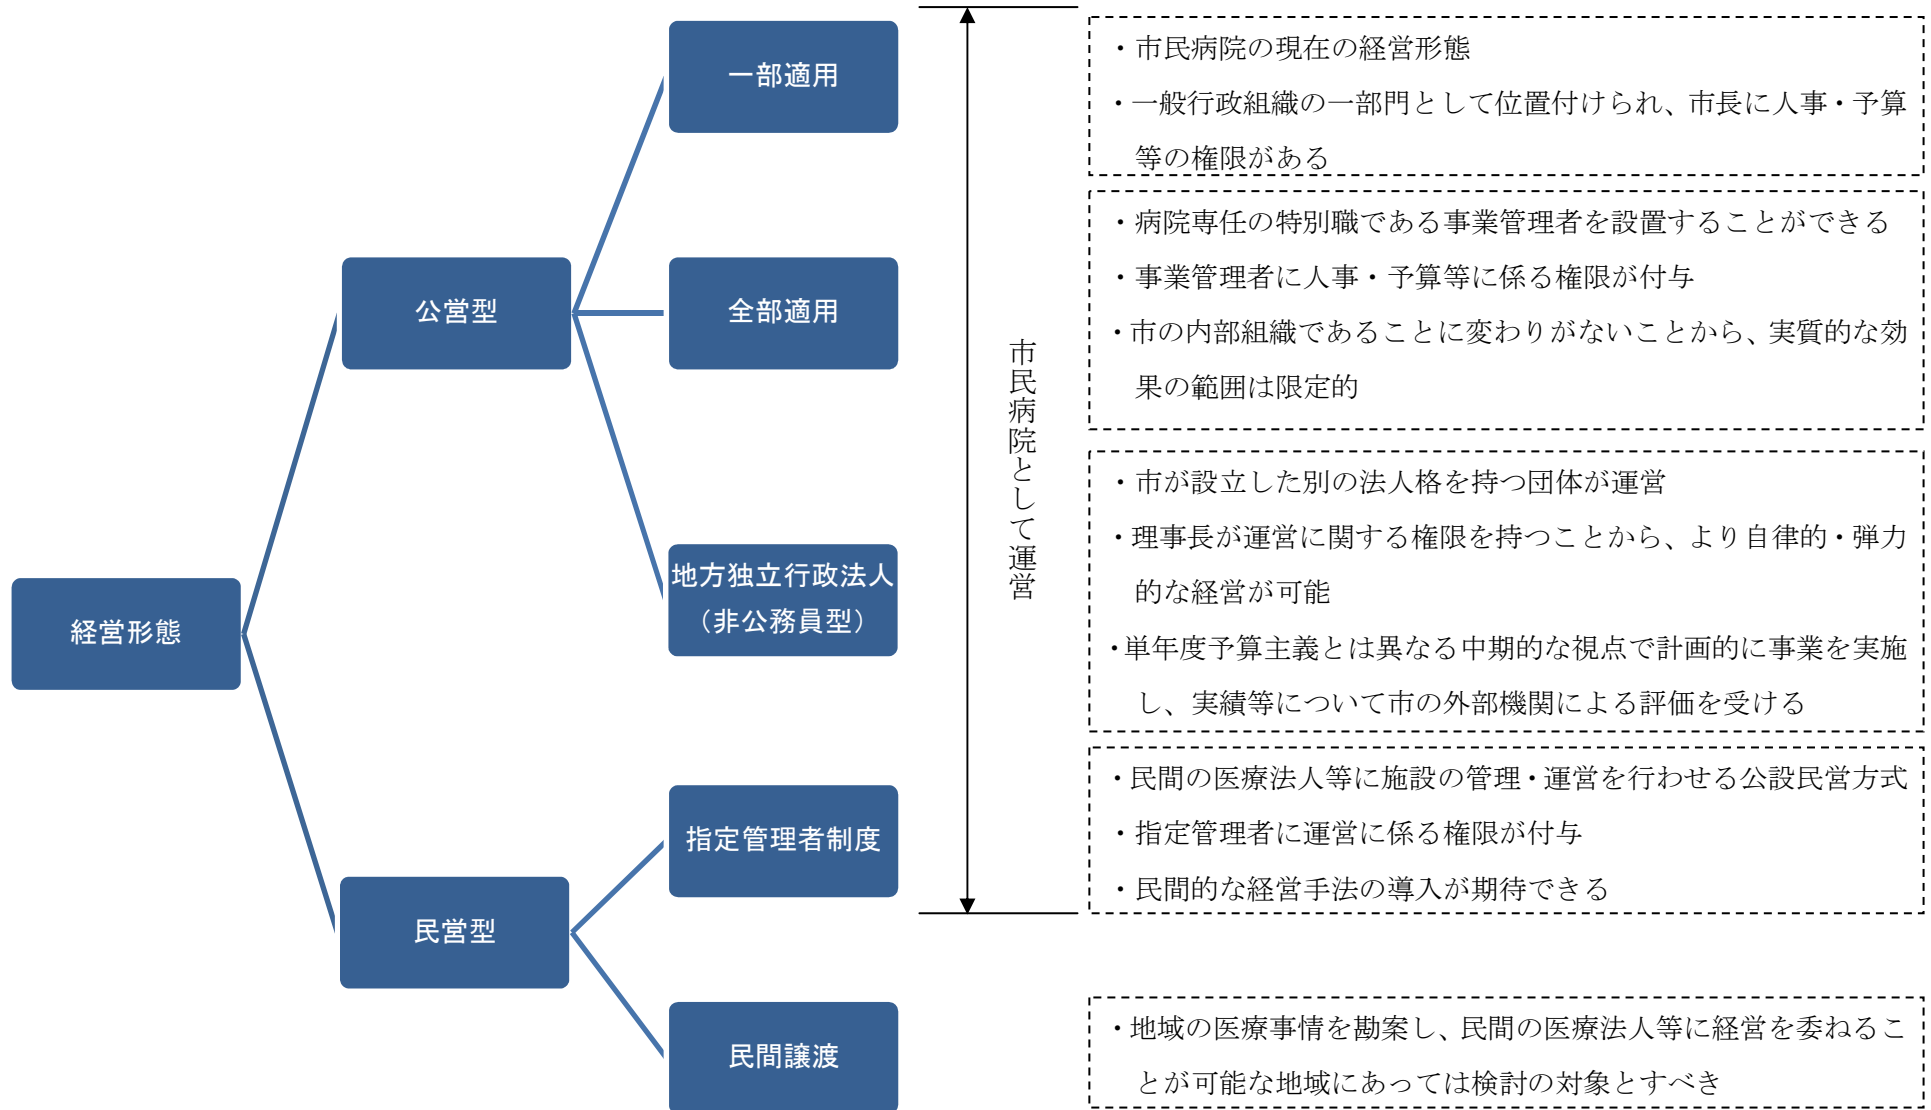 経営形態
公営型
民営型
一部適用
全部適用
地方独立行政法人
（非公務員型）
指定管理者制度
民間譲渡
市民病院として運営
・市民病院の現在の経営形態
・一般行政組織の一部門として位置付けられ、市長に人事・予算
等の権限がある
・病院専任の特別職である事業管理者を設置することができる
・事業管理者に人事・予算等に係る権限が付与
・市の内部組織であることに変わりがないことから、実質的な効
果の範囲は限定的
・市が設立した別の法人格を持つ団体が運営
・理事長が運営に関する権限を持つことから、より自律的・弾力
的な経営が可能
・単年度予算主義とは異なる中期的な視点で計画的に事業を実施
し、実績等について市の外部機関による評価を受ける
・民間の医療法人等に施設の管理・運営を行わせる公設民営方式
・指定管理者に運営に係る権限が付与
・民間的な経営手法の導入が期待できる
・地域の医療事情を勘案し、民間の医療法人等に経営を委ねるこ
とが可能な地域にあっては検討の対象とすべき